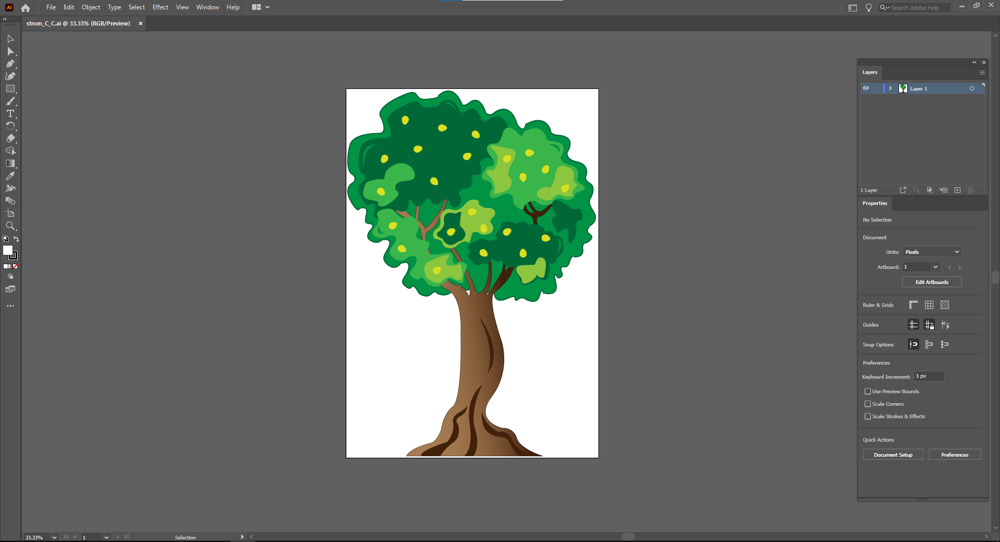 Ai File Edit Object Type Select Effect View Window Help Search Adobe Help
strom_C_C.ai @ 33.33% (RGB/Preview)
Layers
Layer 1
1 Layer
Properties
No Selection
Document
Units: Pixels
Artboard: 1
Edit Artboards
Ruler & Grids
Guides
Snap Options
Preferences
Keyboard Increment: 1 px
Use Preview Bounds
Scale Corners
Scale Strokes & Effects
Quick Actions
Document Setup Preferences
33.33% 1 Selection